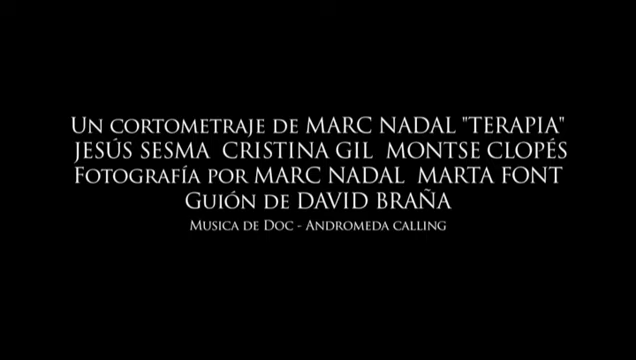 Un cortometraje de MARC NADAL "TERAPIA"
JESÚS SESMA CRISTINA GIL MONTSE CLOPÉS
Fotografía por MARC NADAL MARTA FONT
Guión de DAVID BRAÑA
Musica de Doc - Andromeda calling